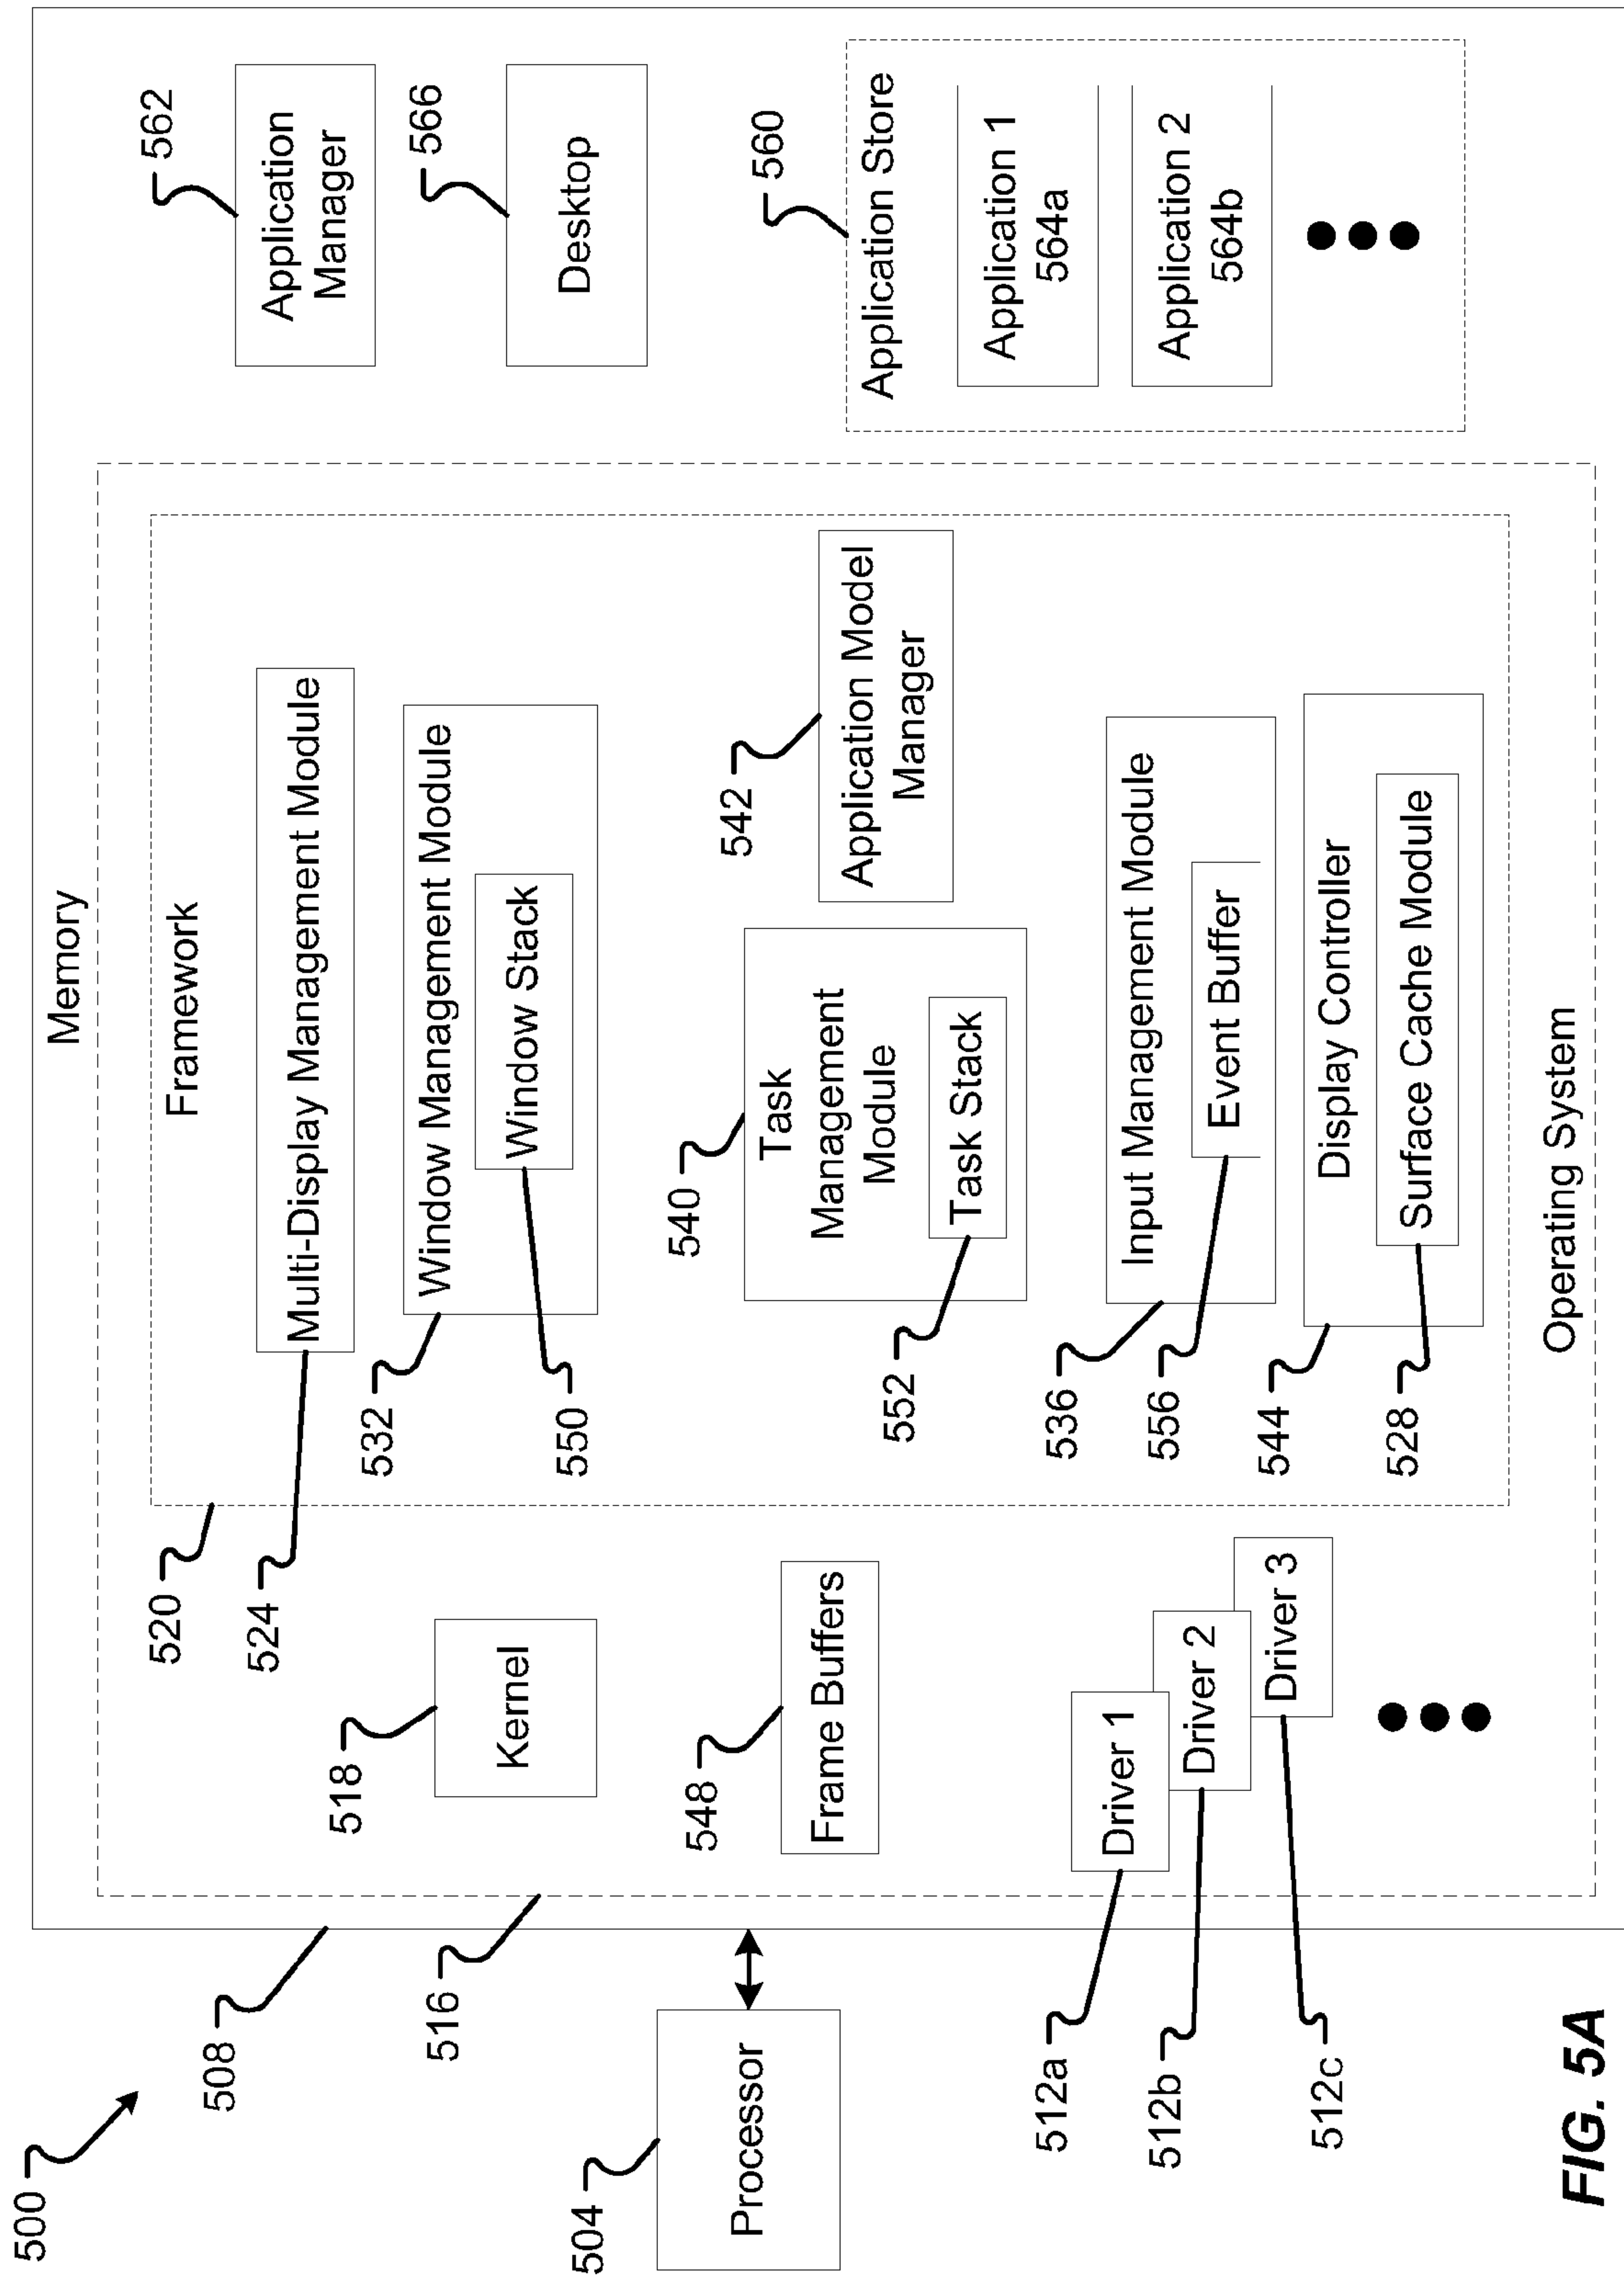 500
508
Memory
516
Operating System
504
Processor
518
Kernel
548
Frame Buffers
512a
Driver 1
512b
Driver 2
512c
Driver 3
520
Framework
524
Multi-Display Management Module
532
Window Management Module
550
Window Stack
540
Task
Management
Module
552
Task Stack
542
Application Model
Manager
536
Input Management Module
556
Event Buffer
544
Display Controller
528
Surface Cache Module
562
Application
Manager
566
Desktop
560
Application Store
Application 1
564a
Application 2
564b
FIG. 5A